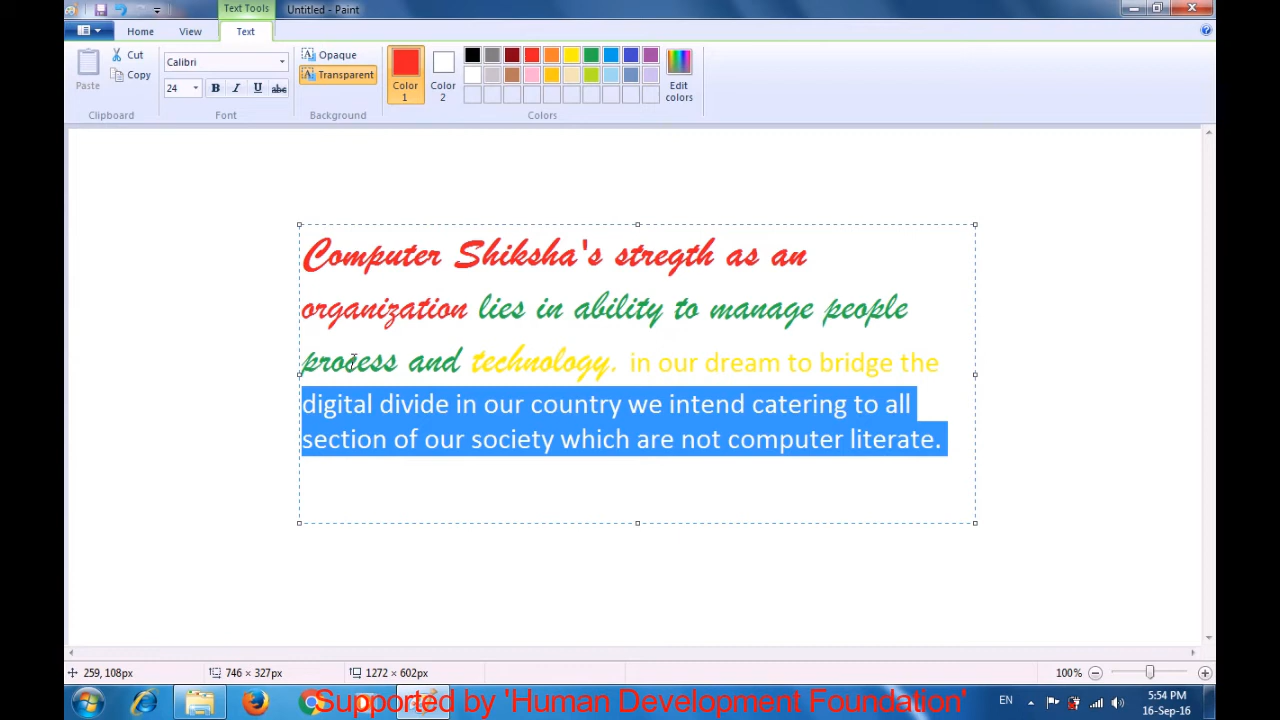 Text Tools
Untitled - Paint
Home
View
Text
Paste
Cut
Copy
Clipboard
Calibri
24
B I U abc
Font
Opaque
Transparent
Background
Color 1
Color 2
Edit colors
Colors
Computer Shiksha's stregth as an
organization lies in ability to manage people
process and technology. in our dream to bridge the
digital divide in our country we intend catering to all
section of our society which are not computer literate.
259, 108px
746 × 327px
1272 × 602px
100%
Supported by 'Human Development Foundation'
EN
5:54 PM
16-Sep-16